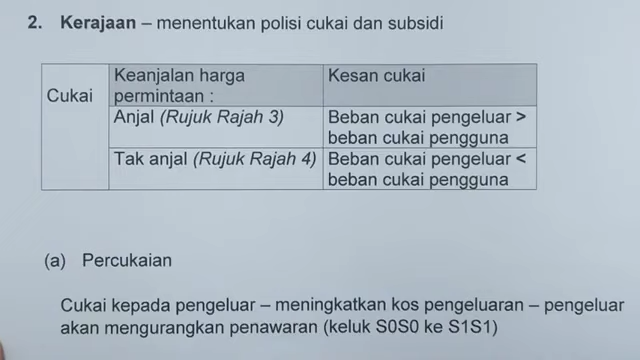 2. Kerajaan – menentukan polisi cukai dan subsidi
Cukai
Keanjalan harga
permintaan :
Kesan cukai
Anjal (Rujuk Rajah 3)
Beban cukai pengeluar >
beban cukai pengguna
Tak anjal (Rujuk Rajah 4)
Beban cukai pengeluar <
beban cukai pengguna
(a) Percukaian
Cukai kepada pengeluar – meningkatkan kos pengeluaran – pengeluar
akan mengurangkan penawaran (keluk S0S0 ke S1S1)